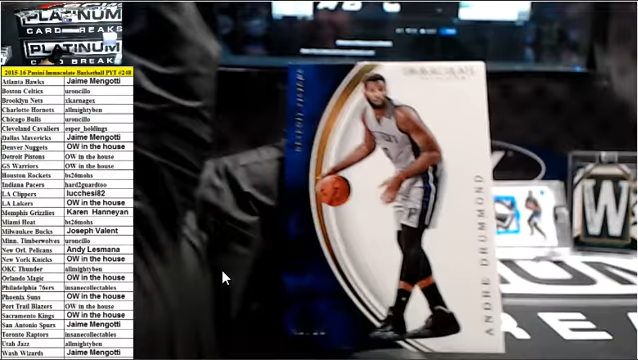 PLATINUM
CARD BREAKS
PLATINUM
CARD BREAKS
2015-16 Panini Immaculate Basketball PYT #248
Atlanta Hawks Jaime Mengotti
Boston Celtics uroncillo
Brooklyn Nets zkarnagex
Charlotte Hornets allmightyben
Chicago Bulls uroncillo
Cleveland Cavaliers esper_holdings
Dallas Mavericks Jaime Mengotti
Denver Nuggets OW in the house
Detroit Pistons OW in the house
GS Warriors OW in the house
Houston Rockets bs26mohs
Indiana Pacers hard2guardtoo
LA Clippers lucchesi82
LA Lakers OW in the house
Memphis Grizzlies Karen Hanneyan
Miami Heat bs26mohs
Milwaukee Bucks Joseph Valent
Minn. Timberwolves uroncillo
New Orl. Pelicans Andy Lesmana
New York Knicks OW in the house
OKC Thunder allmightyben
Orlando Magic OW in the house
Philadelphia 76ers insanecollectables
Phoenix Suns OW in the house
Port Trail Blazers OW in the house
Sacramento Kings OW in the house
San Antonio Spurs Jaime Mengotti
Toronto Raptors insanecollectables
Utah Jazz allmightyben
Wash Wizards Jaime Mengotti
IMMACULATE
DETROIT PISTONS
ANDRE DRUMMOND
W
RE